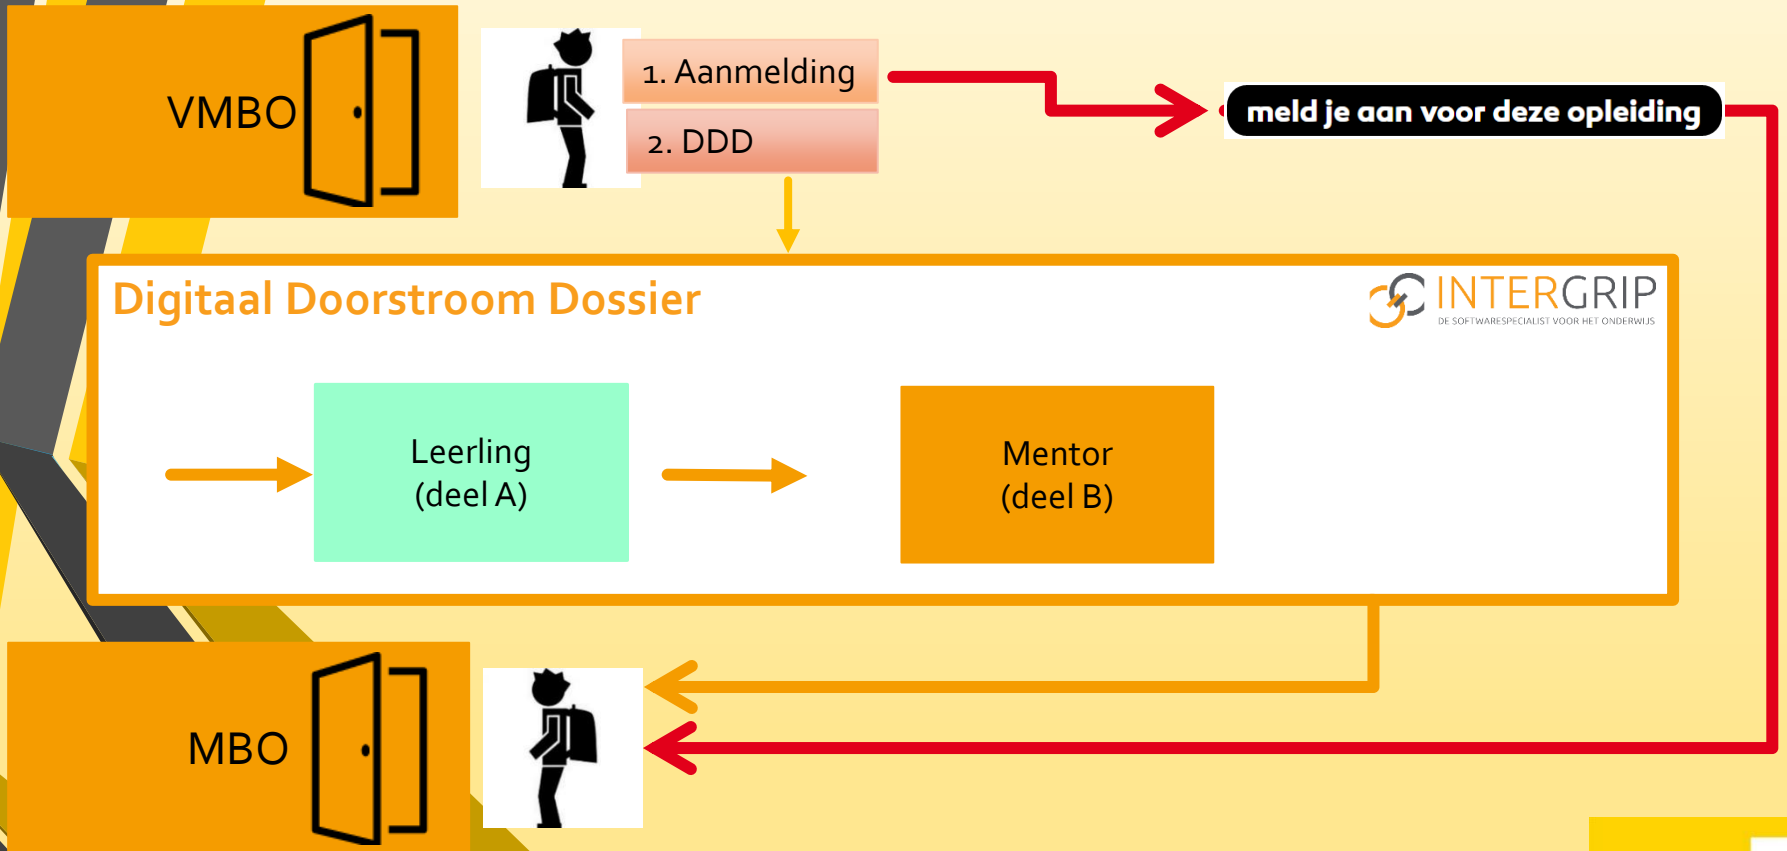 VMBO
1. Aanmelding
2. DDD
meld je aan voor deze opleiding
Digitaal Doorstroom Dossier
INTERGRIP
DE SOFTWARESPECIALIST VOOR HET ONDERWIJS
Leerling
(deel A)
Mentor
(deel B)
MBO